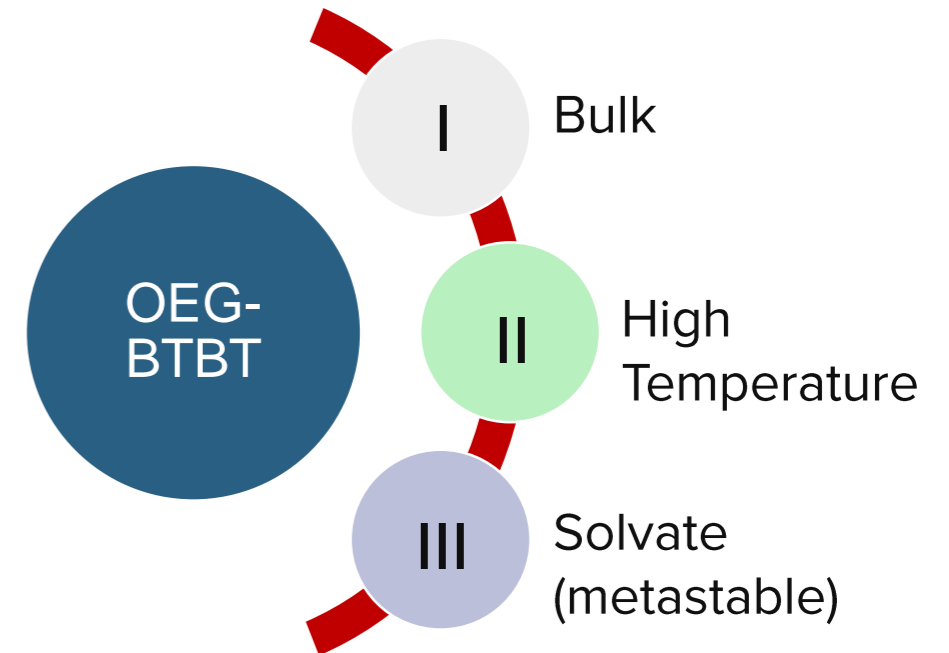 OEG-
BTBT
I
Bulk
II
High
Temperature
III
Solvate
(metastable)